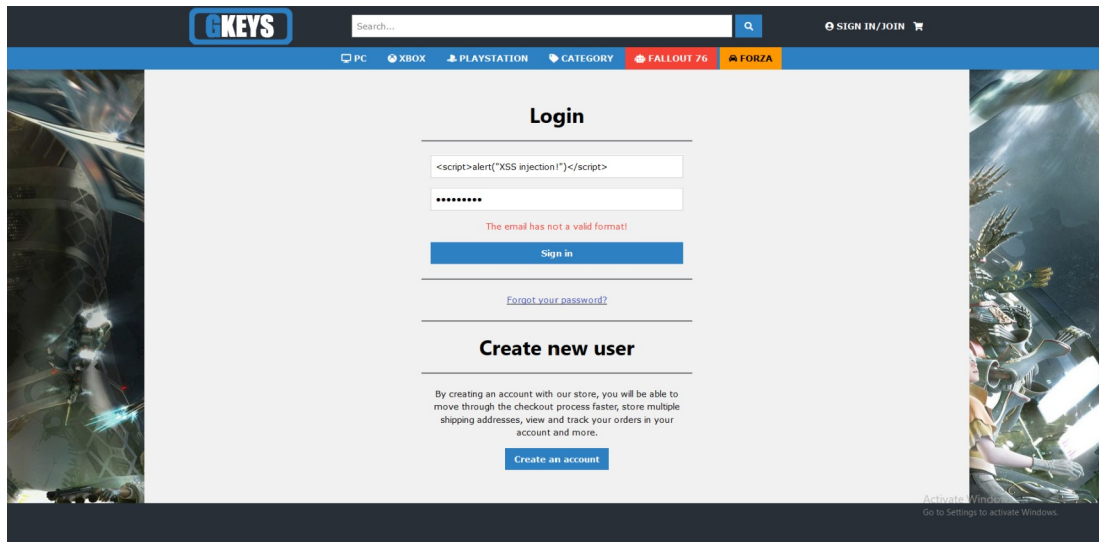 GKEYS
Search...
SIGN IN/JOIN
PC XBOX PLAYSTATION CATEGORY FALLOUT 76 FORZA
Login
<script>alert("XSS injection!")</script>
•••••••••
The email has not a valid format!
Sign in
Forgot your password?
Create new user
By creating an account with our store, you will be able to
move through the checkout process faster, store multiple
shipping addresses, view and track your orders in your
account and more.
Create an account
Activate Windows
Go to Settings to activate Windows.